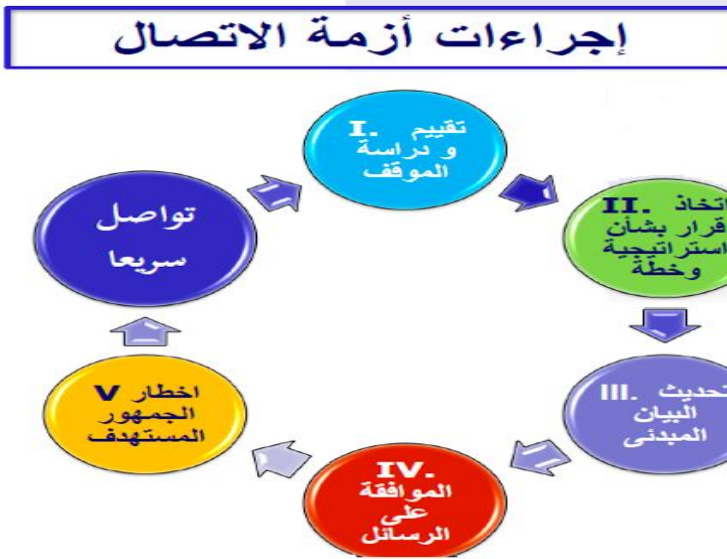 إجراءات أزمة الاتصال
I. تقييم
و دراسة
الموقف
II. اتخاذ
قرار بشأن
استراتيجية
وخطة
III. تحديث
البيان
المبدئى
IV.
الموافقة
على
الرسائل
V اخطار
الجمهور
المستهدف
تواصل
سريعا